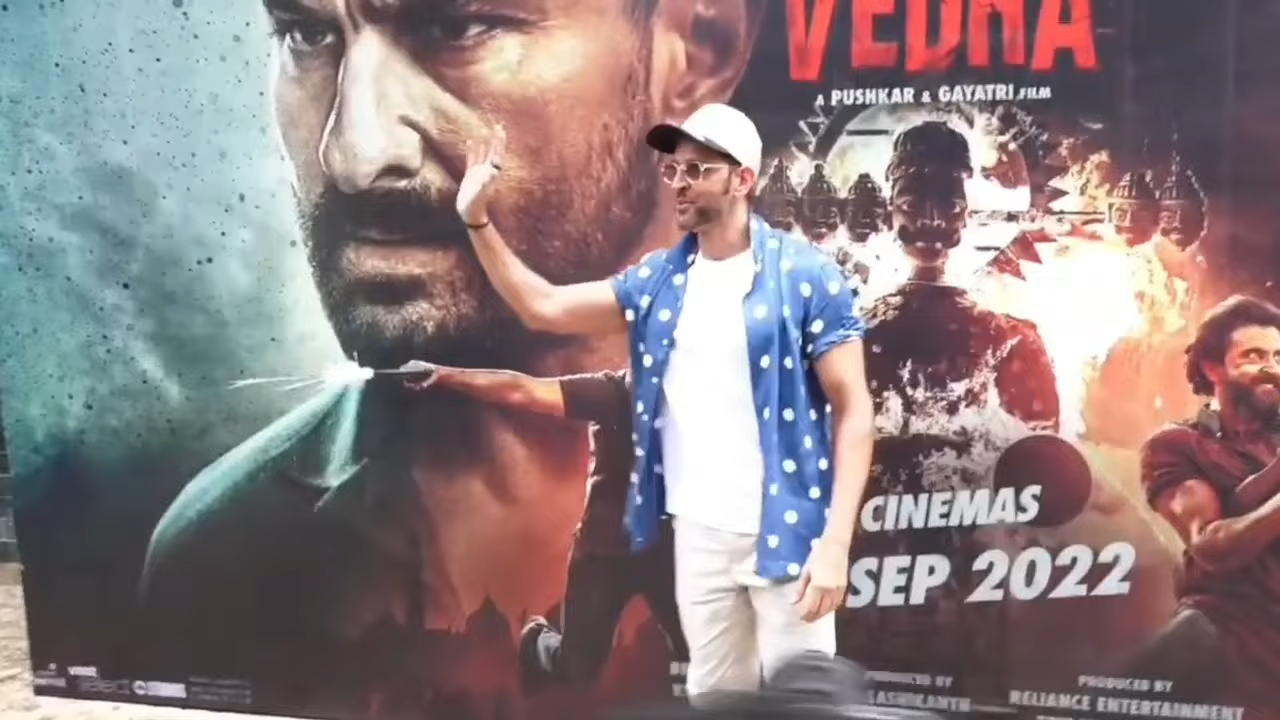 VEDHA
A PUSHKAR & GAYATRI FILM
CINEMAS
SEP 2022
PRODUCED BY
RELIANCE ENTERTAINMENT